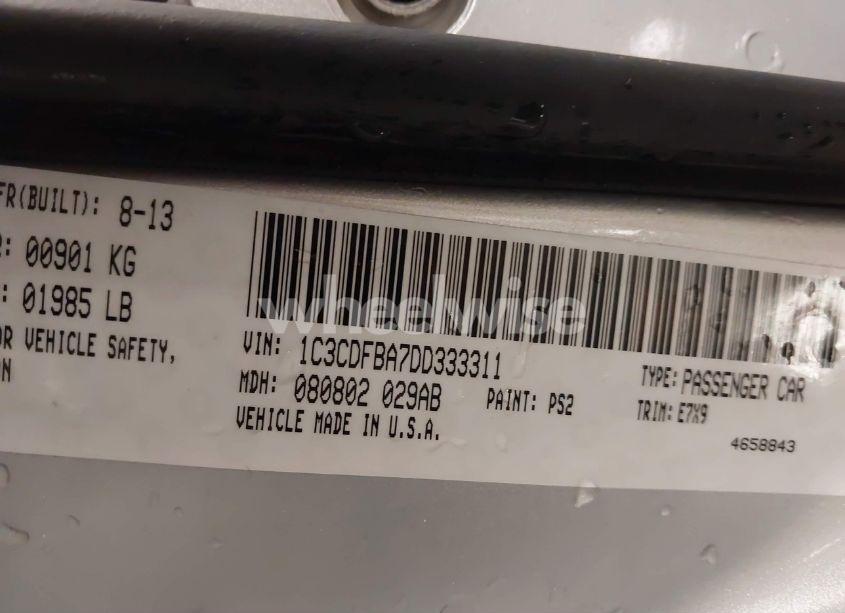 FR(BUILT): 8-13
: 00901 KG
: 01985 LB
OR VEHICLE SAFETY,
ON
wheelwise
VIN: 1C3CDFBA7DD333311
MDH: 080802 029AB PAINT: PS2
VEHICLE MADE IN U.S.A.
TYPE: PASSENGER CAR
TRIM: E7X9
4658843